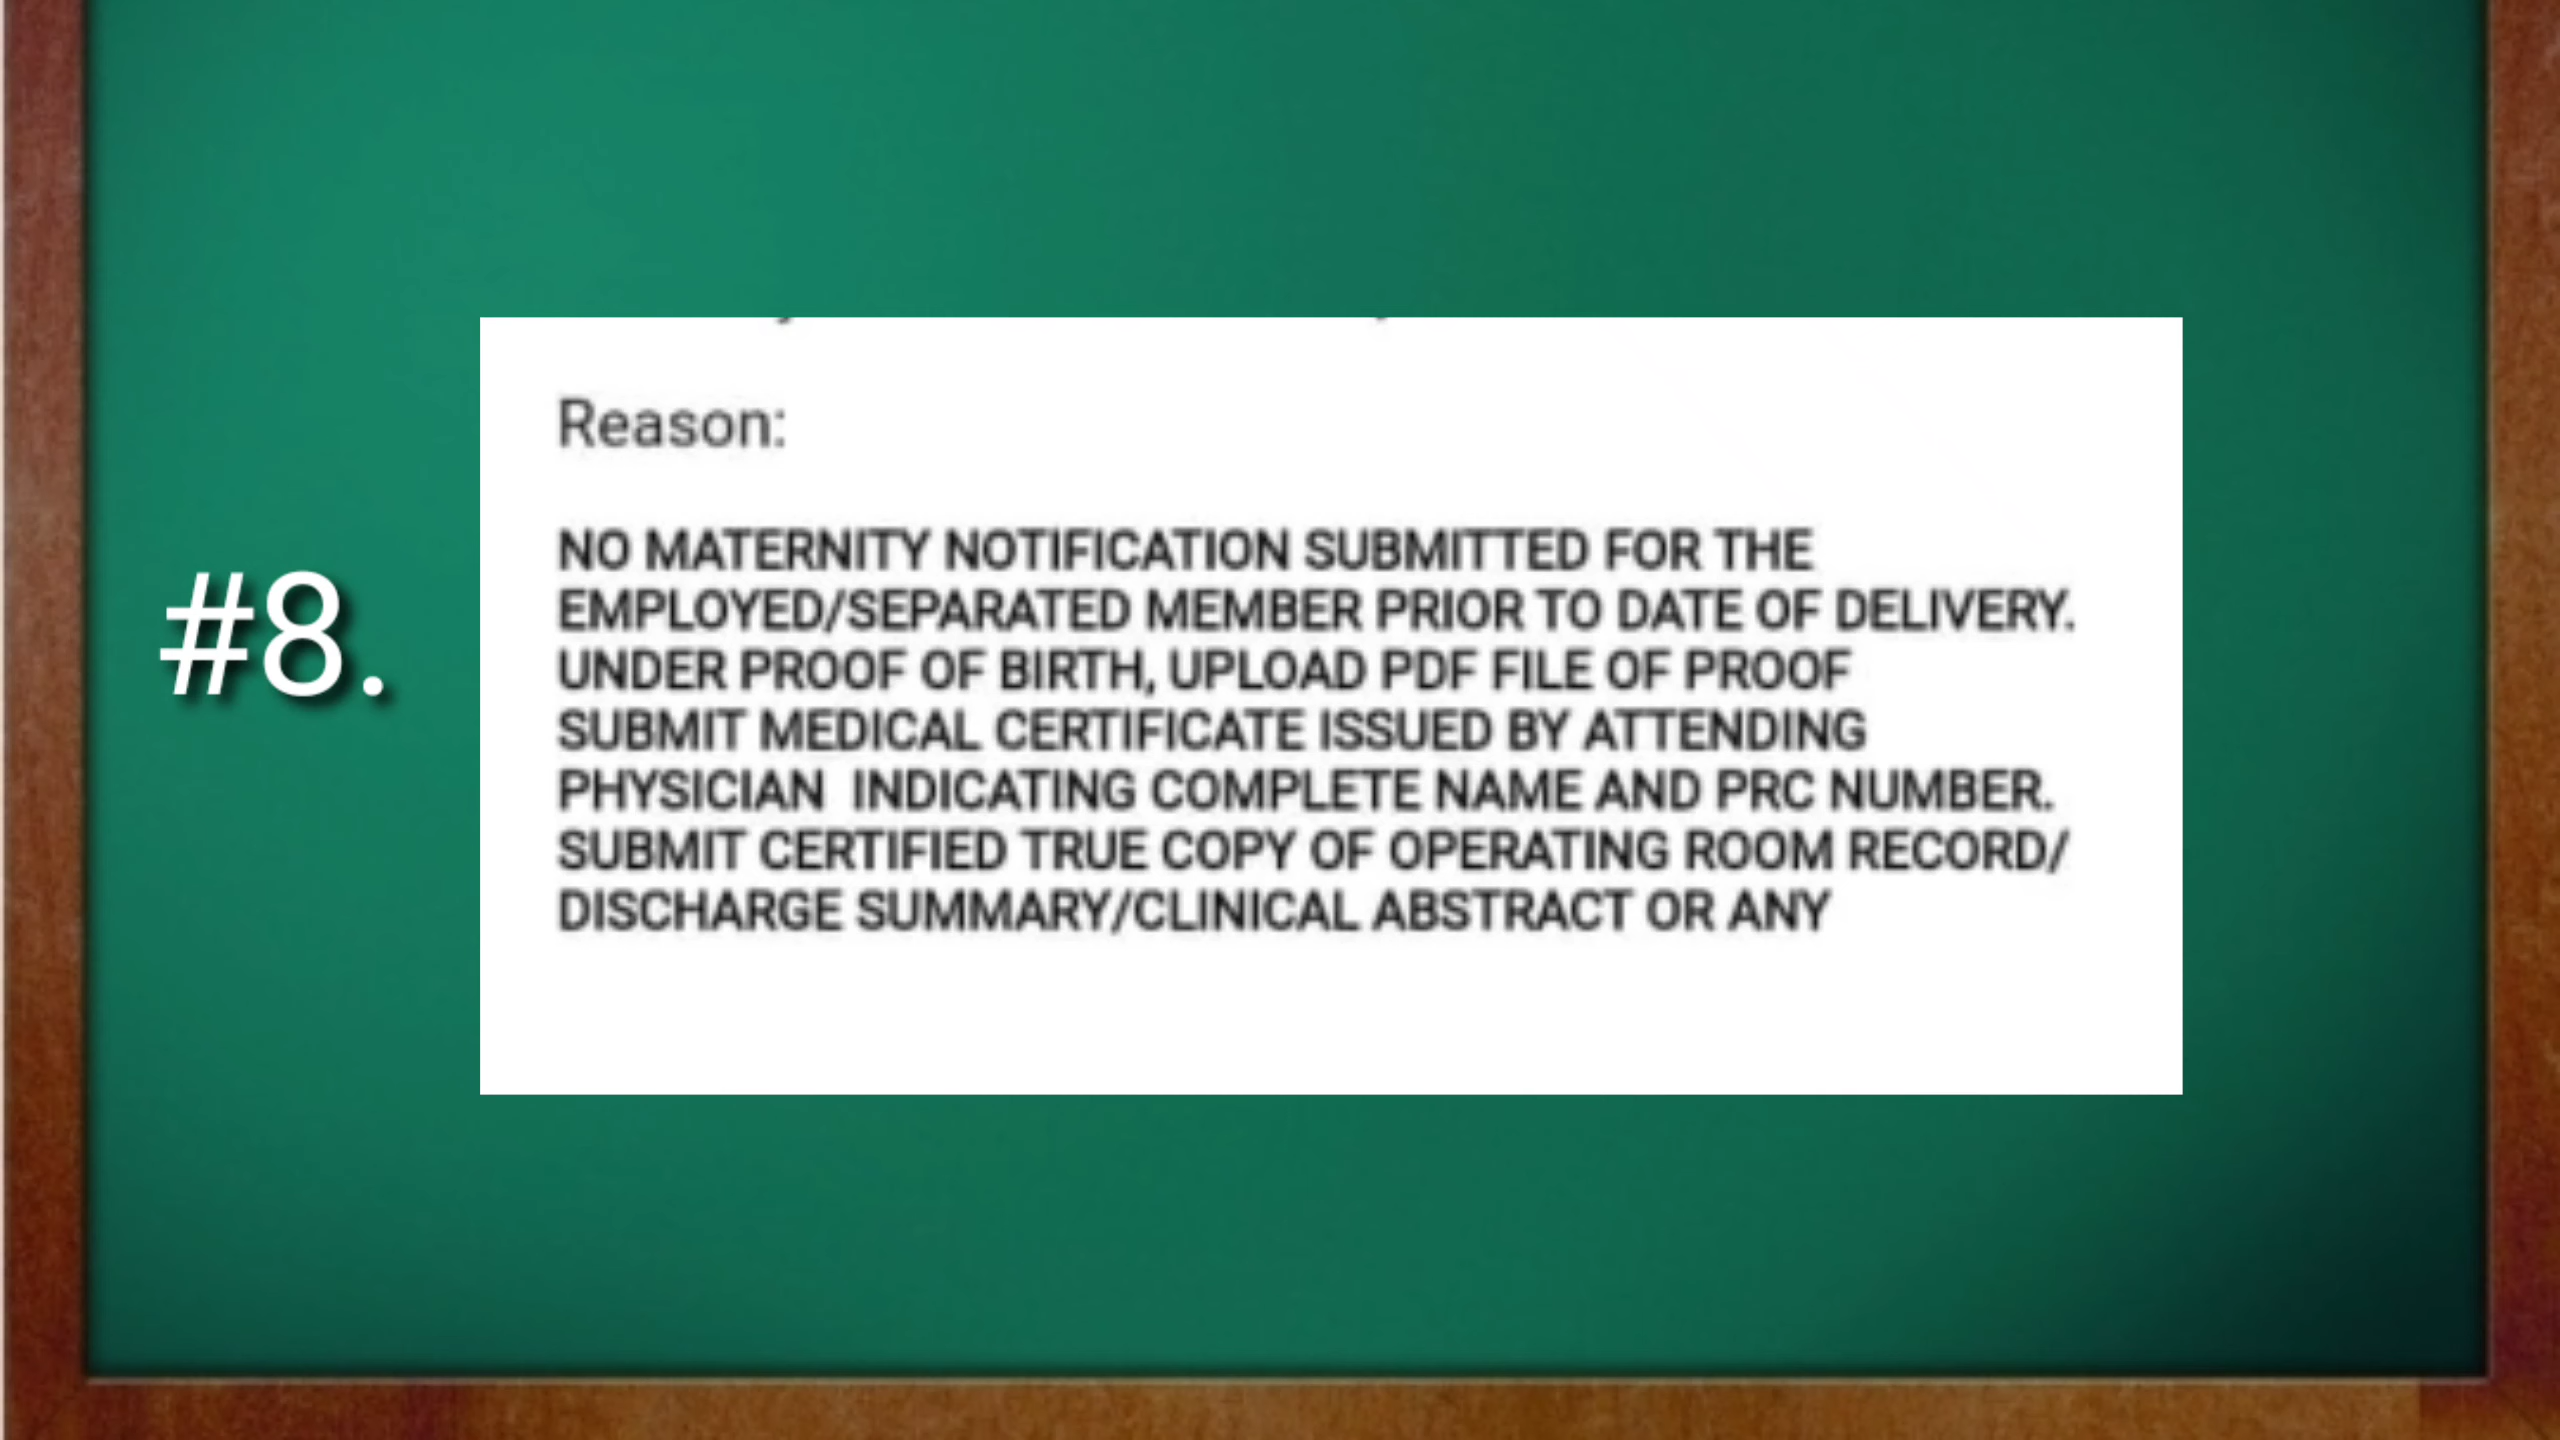 #8.
Reason:
NO MATERNITY NOTIFICATION SUBMITTED FOR THE
EMPLOYED/SEPARATED MEMBER PRIOR TO DATE OF DELIVERY.
UNDER PROOF OF BIRTH, UPLOAD PDF FILE OF PROOF
SUBMIT MEDICAL CERTIFICATE ISSUED BY ATTENDING
PHYSICIAN  INDICATING COMPLETE NAME AND PRC NUMBER.
SUBMIT CERTIFIED TRUE COPY OF OPERATING ROOM RECORD/
DISCHARGE SUMMARY/CLINICAL ABSTRACT OR ANY